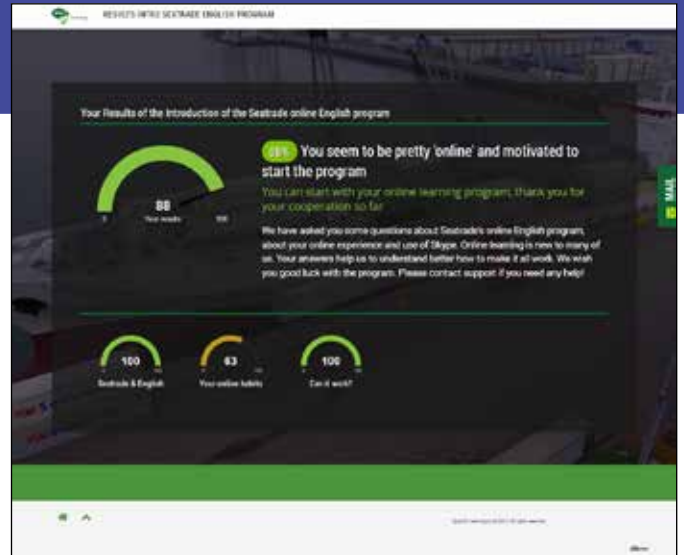 RESULTS INTRO SEATRADE ENGLISH PROGRAM
Your Results of the Introduction of the Seatrade online English program
88% You seem to be pretty 'online' and motivated to
start the program
You can start with your online learning program, thank you for
your cooperation so far
88
Your results
0
100
We have asked you some questions about Seatrade's online English program,
about your online experience and use of Skype. Online learning is new to many of
us. Your answers help us to understand better how to make it all work. We wish
you good luck with the program. Please contact support if you need any help!
MAIL
100
Seatrade & English
63
Your online habits
100
Can it work?